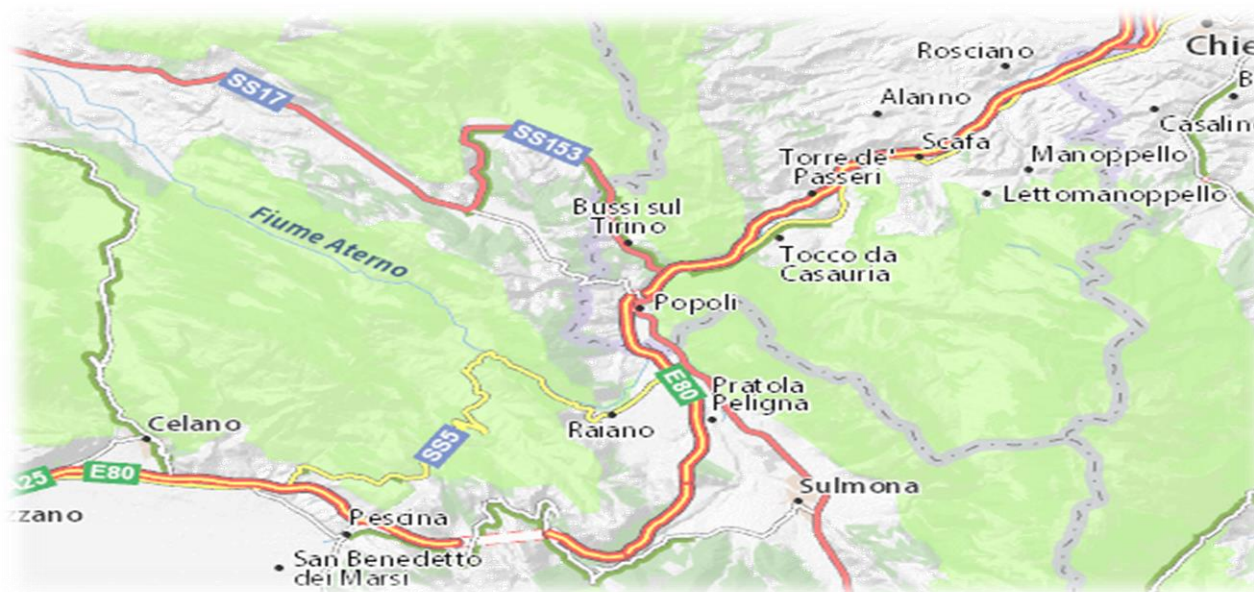 Rosciano
Chie
SS17
Alanno
B
SS153
Scafa
Casalin
Torre de'
Passeri
Manoppello
Lettomanoppello
Bussi sul
Tirino
Fiume Aterno
Tocco da
Casauria
Popoli
E80
Pratola
Peligna
Raiano
Celano
SS5
25
E80
Sulmona
zzano
Pescina
San Benedetto
dei Marsi